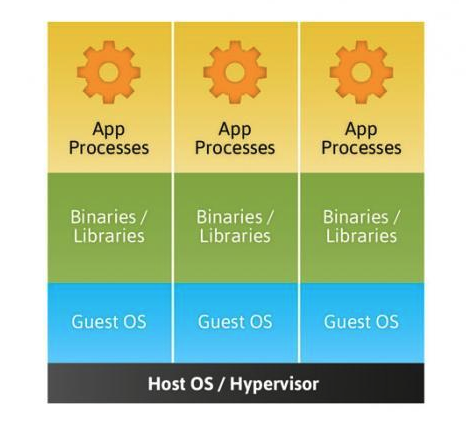 App
Processes
App
Processes
App
Processes
Binaries /
Libraries
Binaries /
Libraries
Binaries /
Libraries
Guest OS
Guest OS
Guest OS
Host OS / Hypervisor